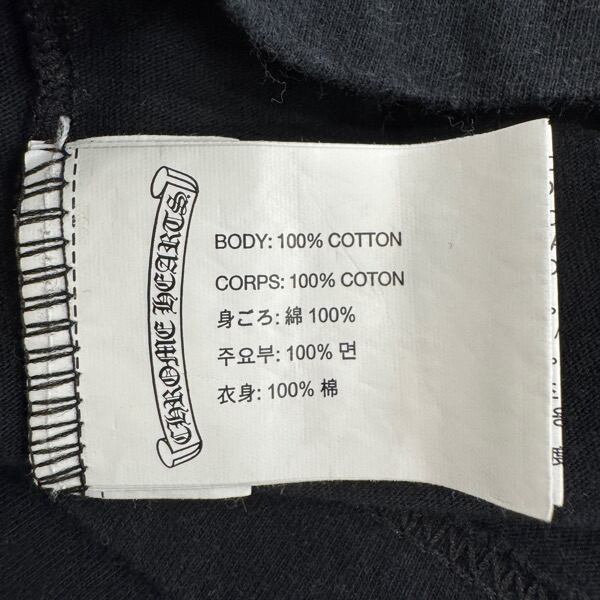 CHROME HEARTS
BODY: 100% COTTON
CORPS: 100% COTON
身ごろ: 綿 100%
주요부: 100% 면
衣身: 100% 棉